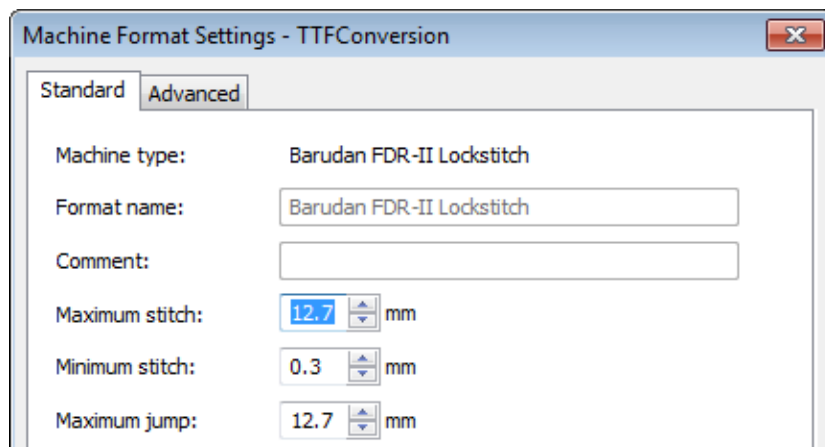 Machine Format Settings - TTFConversion
Standard Advanced
Machine type: Barudan FDR-II Lockstitch
Format name: Barudan FDR-II Lockstitch
Comment:
Maximum stitch: 12.7 mm
Minimum stitch: 0.3 mm
Maximum jump: 12.7 mm